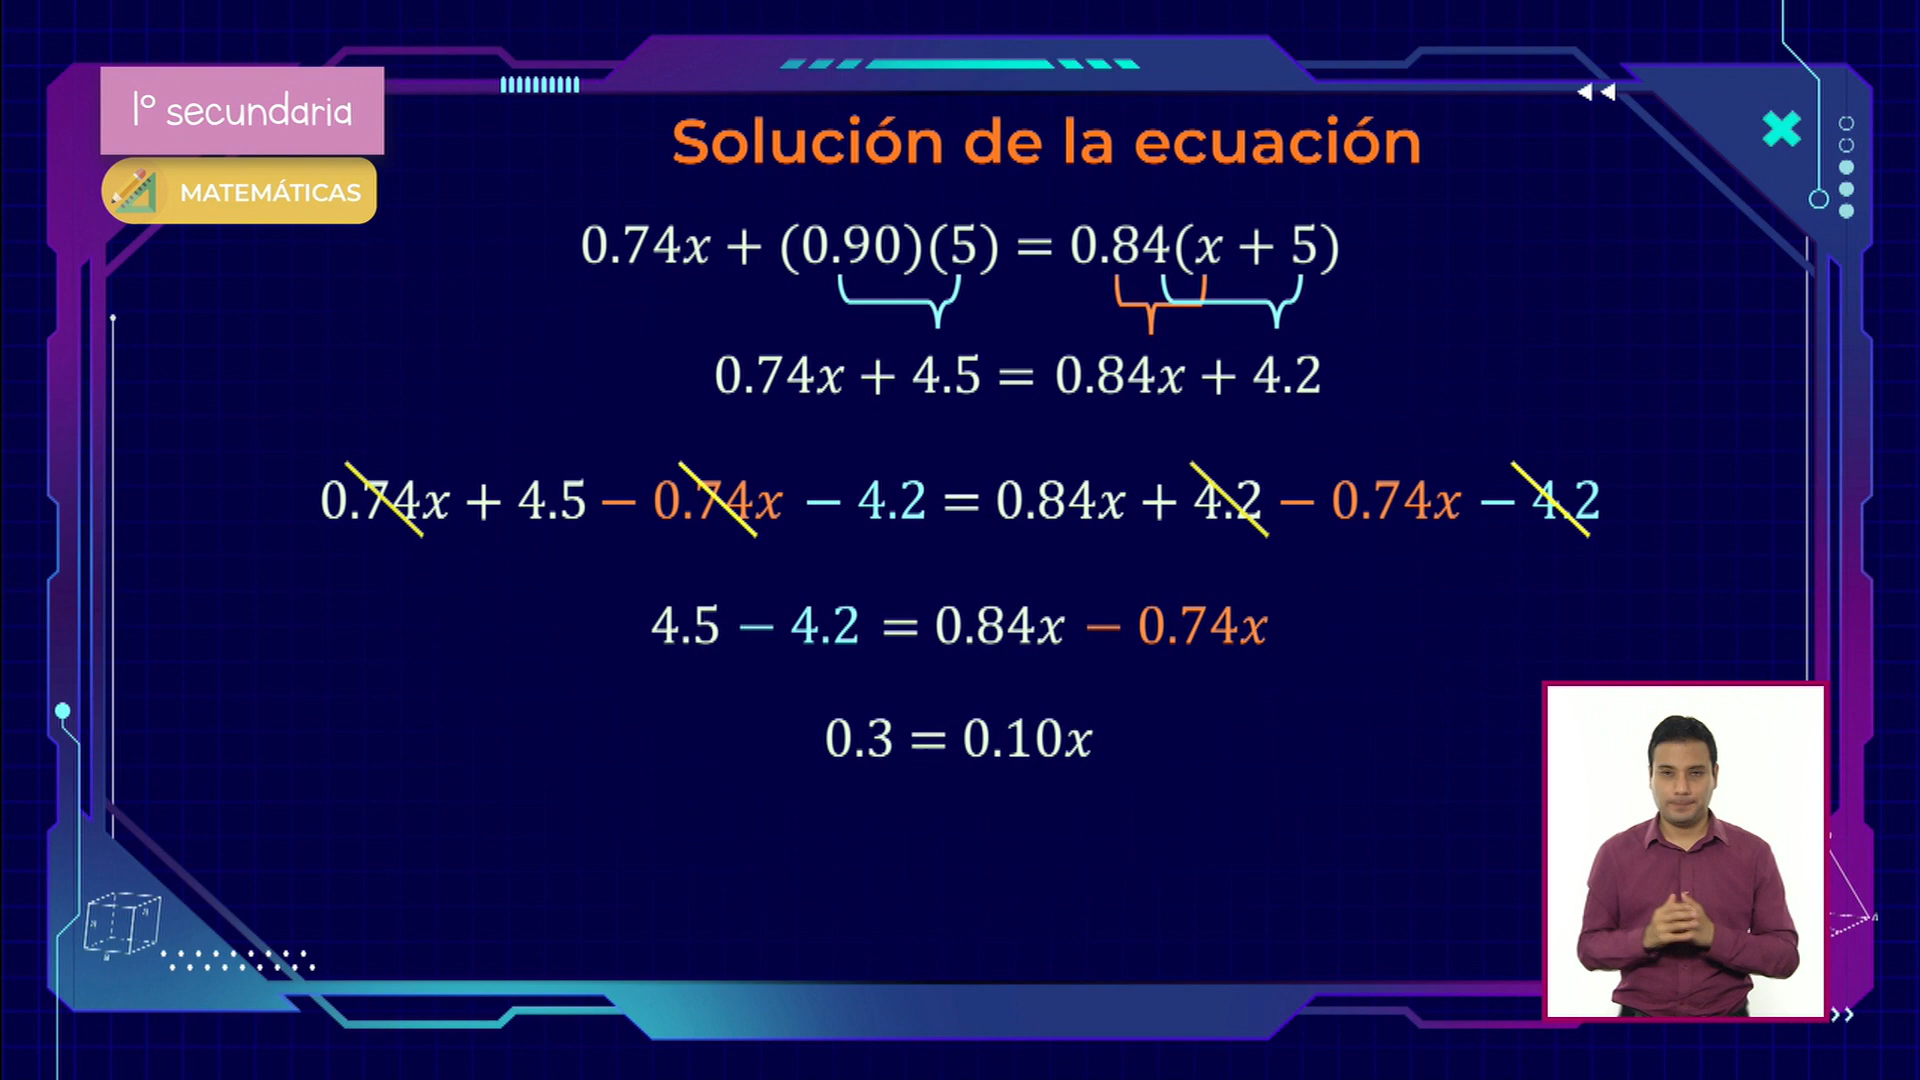 1° secundaria
MATEMÁTICAS
Solución de la ecuación
0.74x + (0.90)(5) = 0.84(x + 5)
0.74x + 4.5 = 0.84x + 4.2
0.74x + 4.5 − 0.74x − 4.2 = 0.84x + 4.2 − 0.74x − 4.2
4.5 − 4.2 = 0.84x − 0.74x
0.3 = 0.10x